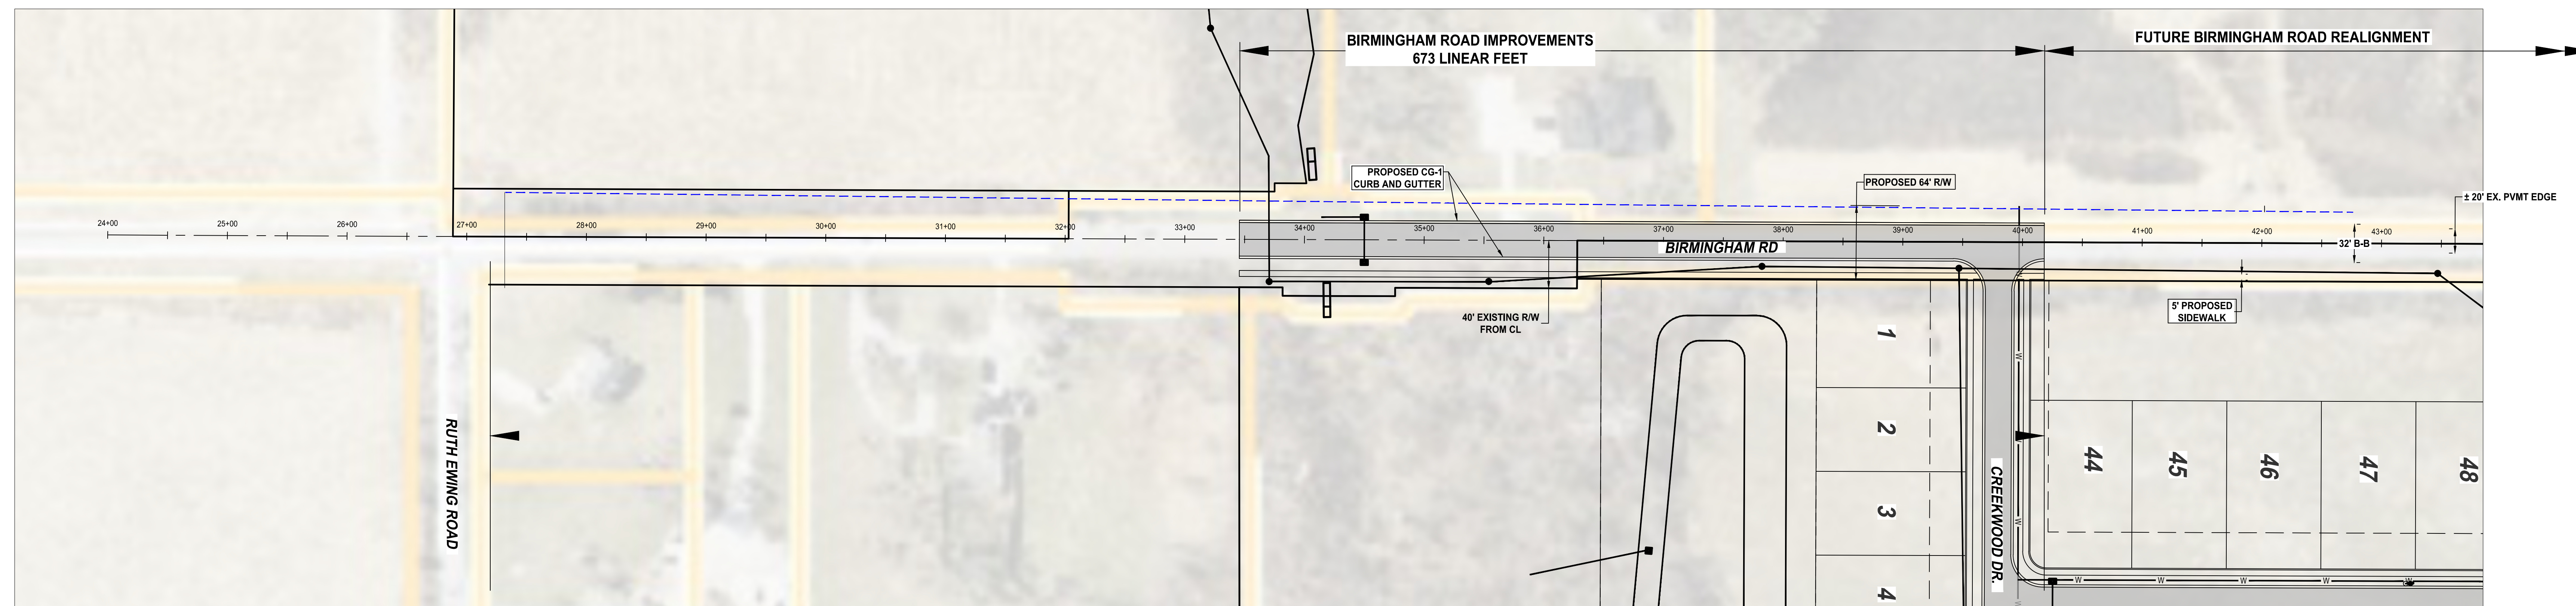 BIRMINGHAM ROAD IMPROVEMENTS
673 LINEAR FEET
FUTURE BIRMINGHAM ROAD REALIGNMENT
PROPOSED CG-1
CURB AND GUTTER
PROPOSED 64' R/W
± 20' EX. PVMT EDGE
24+00
25+00
26+00
27+00
28+00
29+00
30+00
31+00
32+00
33+00
34+00
35+00
36+00
37+00
38+00
39+00
40+00
41+00
42+00
43+00
BIRMINGHAM RD
32' B-B
40' EXISTING R/W
FROM CL
5' PROPOSED
SIDEWALK
RUTH EWING ROAD
CREEKWOOD DR.
1
2
3
4
44
45
46
47
48
W
W
W
W
W
W
W
W